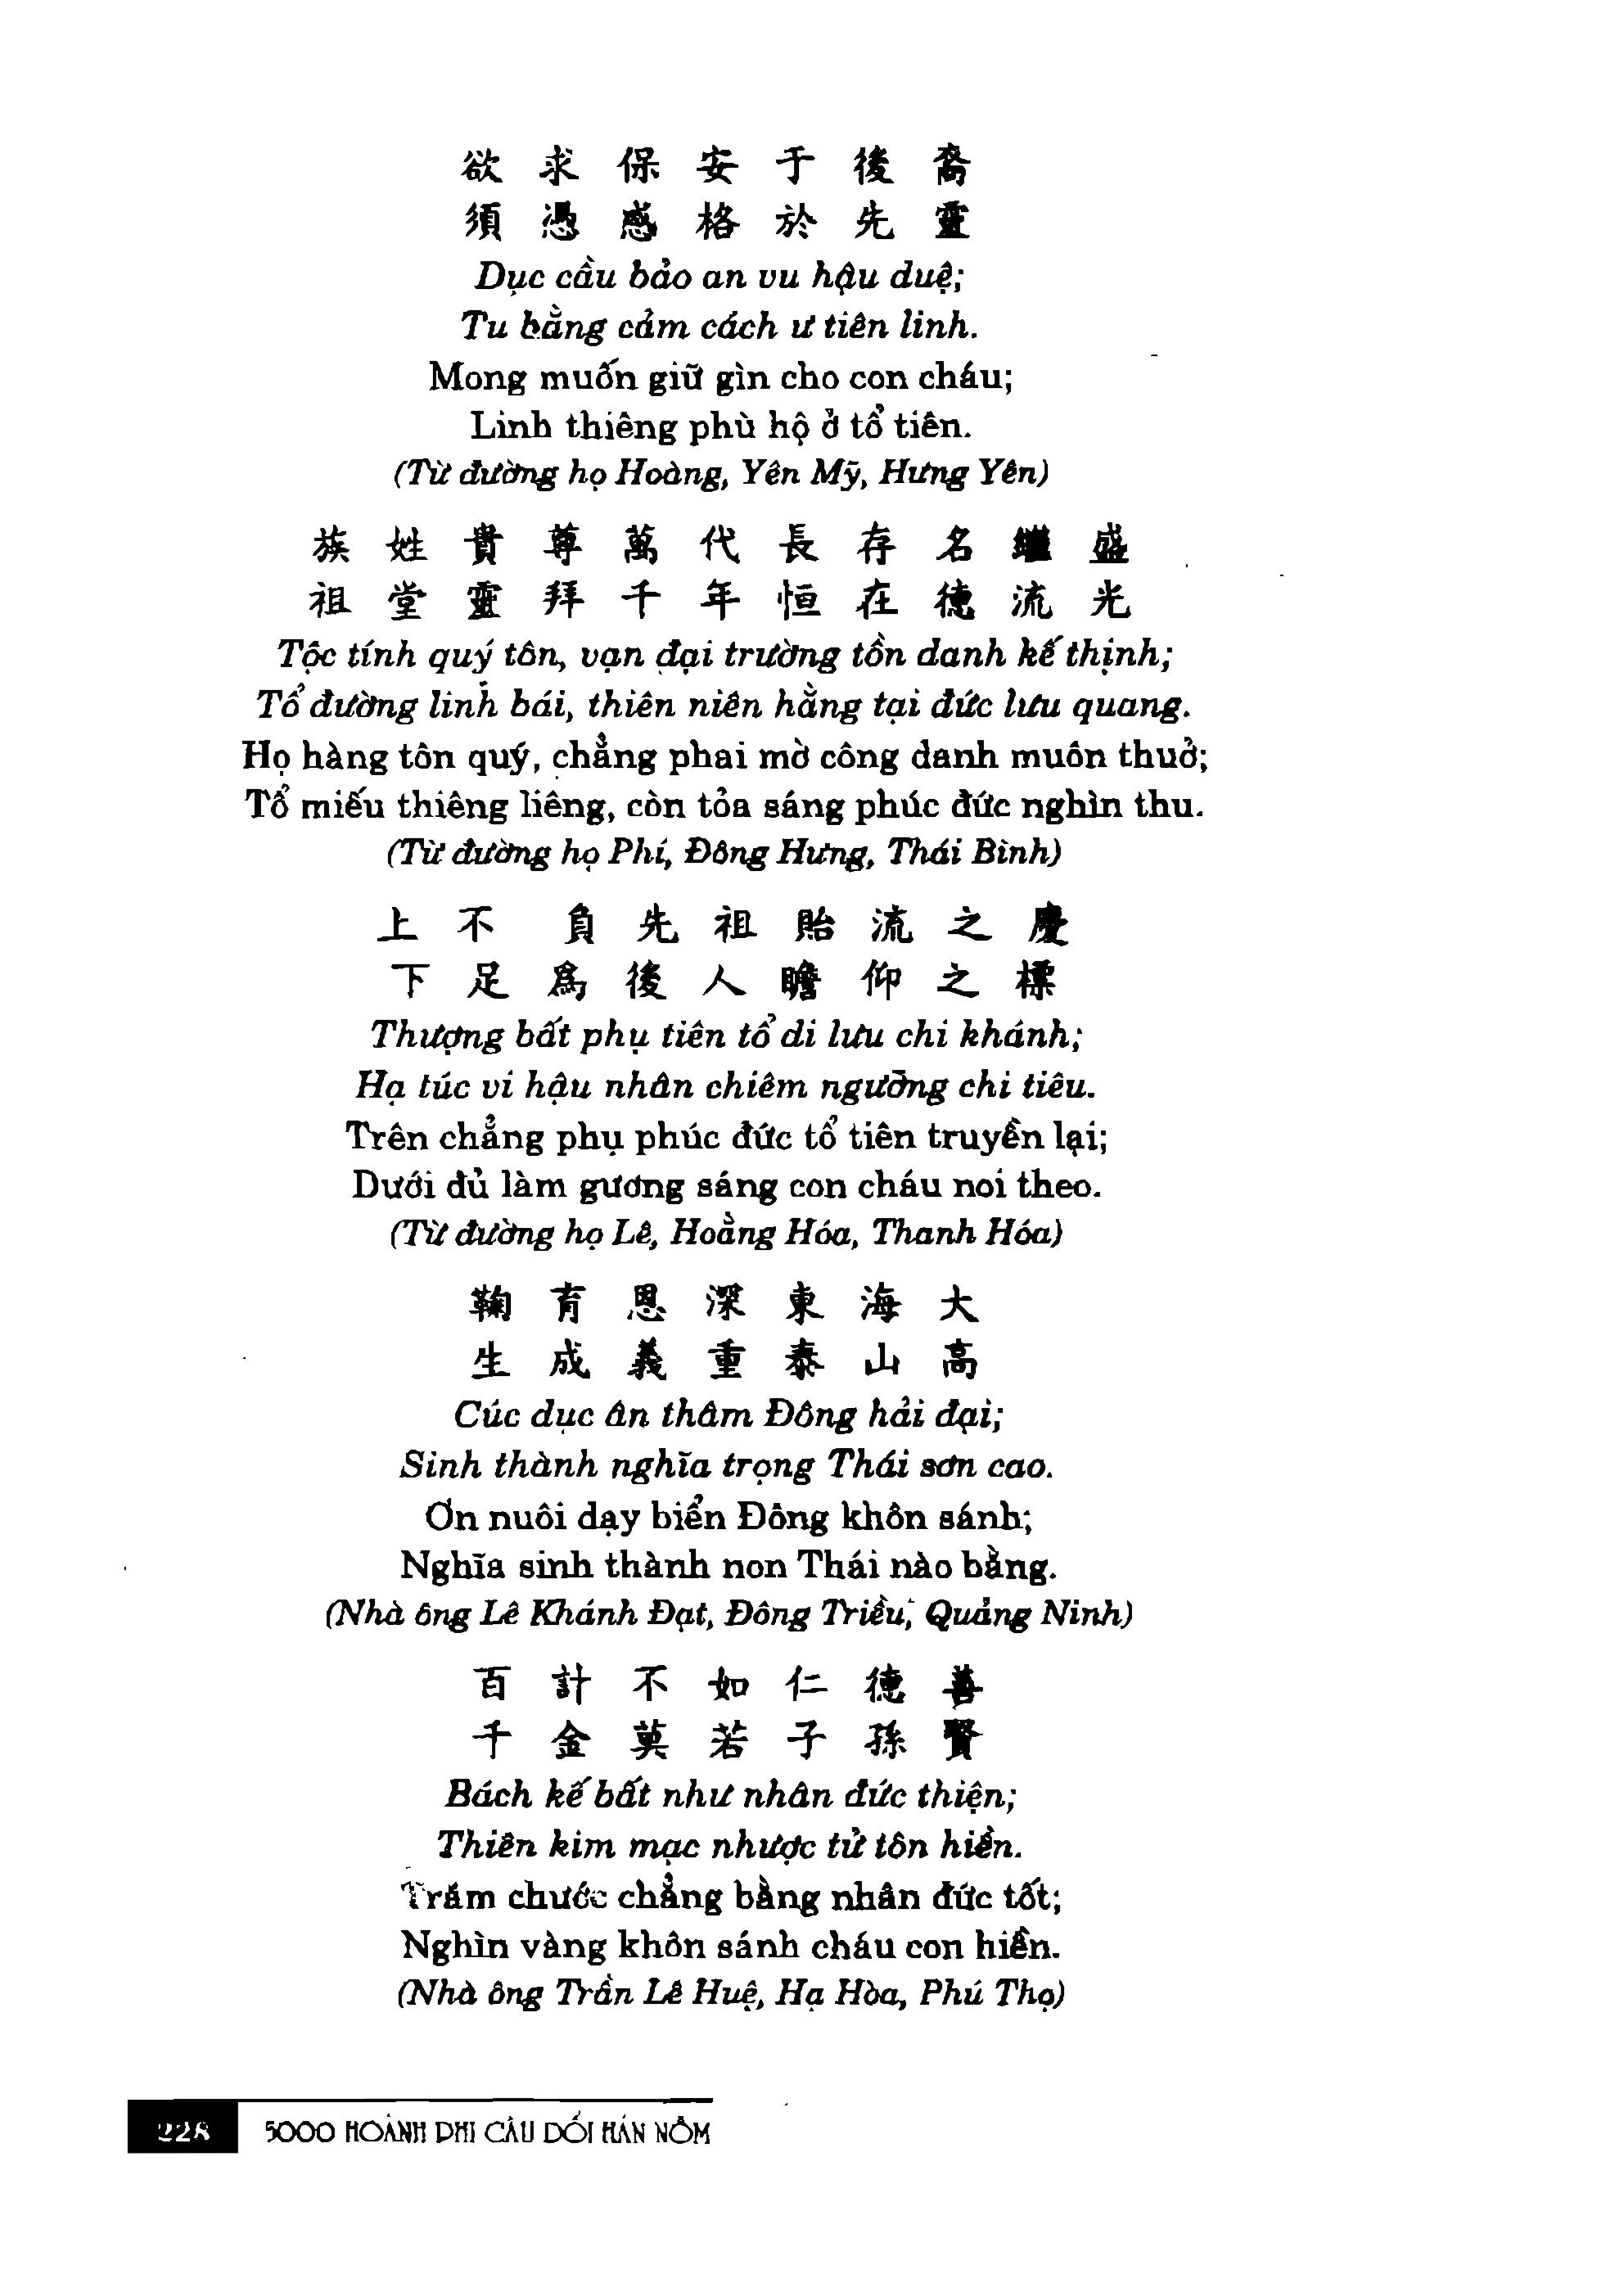 欲求保安于後裔
須憑感格於先靈
Dục cầu bảo an vu hậu duệ;
Tu bằng cảm cách ư tiên linh.
Mong muốn giữ gìn cho con cháu;
Linh thiêng phù hộ ở tổ tiên.
(Từ đường họ Hoàng, Yên Mỹ, Hưng Yên)
族姓貴尊萬代長存名繼盛
祖堂靈拜千年恒在德流光
Tộc tính quý tôn, vạn đại trường tồn danh kế thịnh;
Tổ đường linh bái, thiên niên hằng tại đức lưu quang.
Họ hàng tôn quý, chẳng phai mờ công danh muôn thuở;
Tổ miếu thiêng liêng, còn tỏa sáng phúc đức nghìn thu.
(Từ đường họ Phí, Đông Hưng, Thái Bình)
上不負先祖貽流之慶
下足爲後人瞻仰之標
Thượng bất phụ tiên tổ di lưu chi khánh;
Hạ túc vi hậu nhân chiêm ngưỡng chi tiêu.
Trên chẳng phụ phúc đức tổ tiên truyền lại;
Dưới đủ làm gương sáng con cháu noi theo.
(Từ đường họ Lê, Hoằng Hóa, Thanh Hóa)
鞠育恩深東海大
生成義重泰山高
Cúc dục ân thâm Đông hải đại;
Sinh thành nghĩa trọng Thái sơn cao.
Ơn nuôi dạy biển Đông khôn sánh;
Nghĩa sinh thành non Thái nào bằng.
(Nhà ông Lê Khánh Đạt, Đông Triều, Quảng Ninh)
百計不如仁德善
千金莫若子孫賢
Bách kế bất như nhân đức thiện;
Thiên kim mạc nhược tử tôn hiền.
Trăm chước chẳng bằng nhân đức tốt;
Nghìn vàng khôn sánh cháu con hiền.
(Nhà ông Trần Lê Huệ, Hạ Hòa, Phú Thọ)
228 5000 HOÀNH PHI CÂU ĐỐI HÁN NÔM